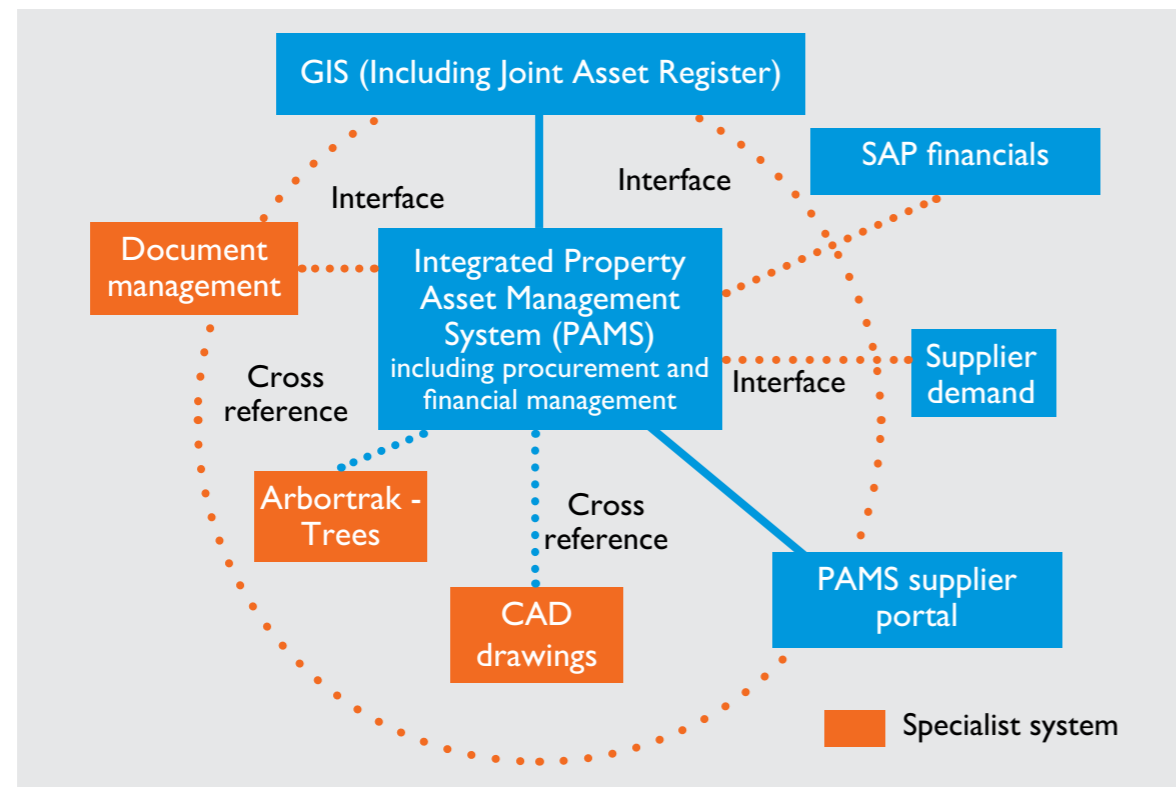 GIS (Including Joint Asset Register)
SAP financials
Interface
Interface
Document
management
Integrated Property
Asset Management
System (PAMS)
including procurement and
financial management
Supplier
demand
Interface
Cross
reference
Arbortrak -
Trees
Cross
reference
CAD
drawings
PAMS supplier
portal
Specialist system